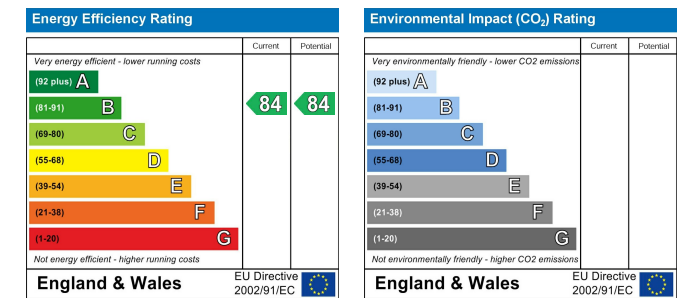 Energy Efficiency Rating
Current Potential
Very energy efficient - lower running costs
(92 plus) A
(81-91) B
84 84
(69-80) C
(55-68) D
(39-54) E
(21-38) F
(1-20) G
Not energy efficient - higher running costs
England & Wales
EU Directive
2002/91/EC
Environmental Impact (CO2) Rating
Current Potential
Very environmentally friendly - lower CO2 emissions
(92 plus) A
(81-91) B
(69-80) C
(55-68) D
(39-54) E
(21-38) F
(1-20) G
Not environmentally friendly - higher CO2 emissions
England & Wales
EU Directive
2002/91/EC